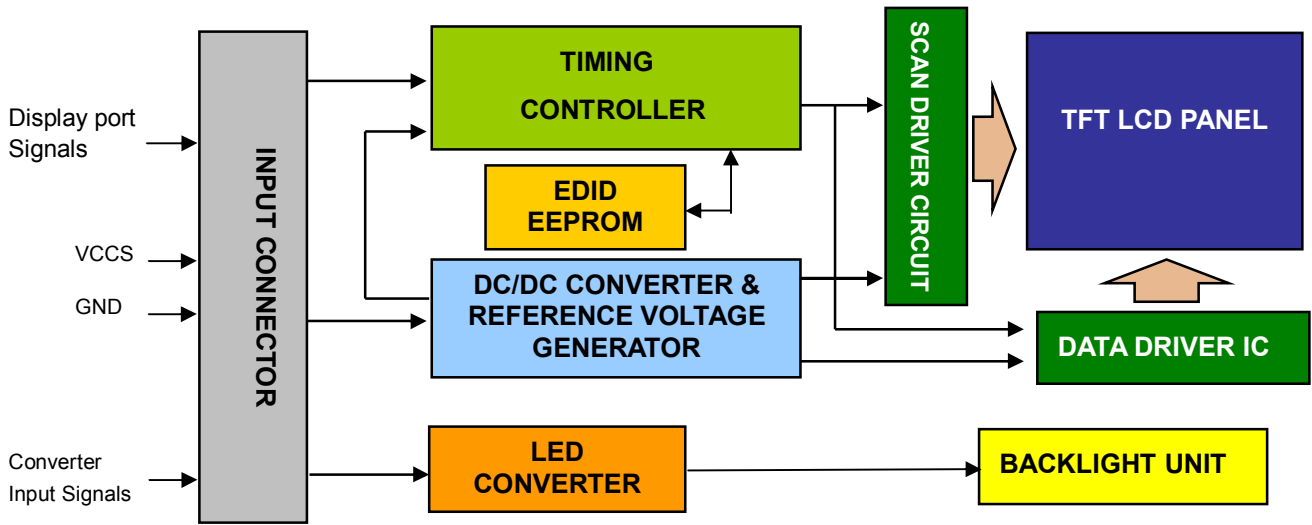 Display port
Signals
VCCS
GND
Converter
Input Signals
INPUT CONNECTOR
TIMING
CONTROLLER
EDID
EEPROM
DC/DC CONVERTER &
REFERENCE VOLTAGE
GENERATOR
LED
CONVERTER
SCAN DRIVER CIRCUIT
TFT LCD PANEL
DATA DRIVER IC
BACKLIGHT UNIT